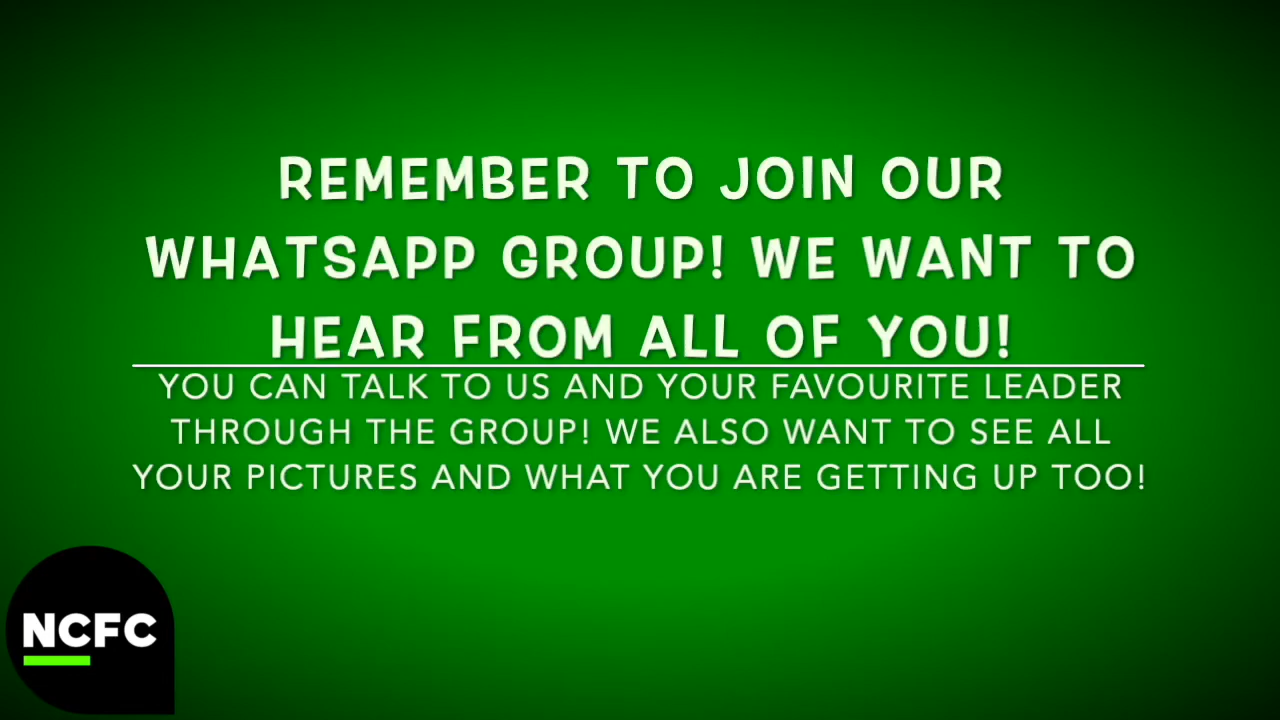 REMEMBER TO JOIN OUR
WHATSAPP GROUP! WE WANT TO
HEAR FROM ALL OF YOU!
YOU CAN TALK TO US AND YOUR FAVOURITE LEADER
THROUGH THE GROUP! WE ALSO WANT TO SEE ALL
YOUR PICTURES AND WHAT YOU ARE GETTING UP TOO!
NCFC